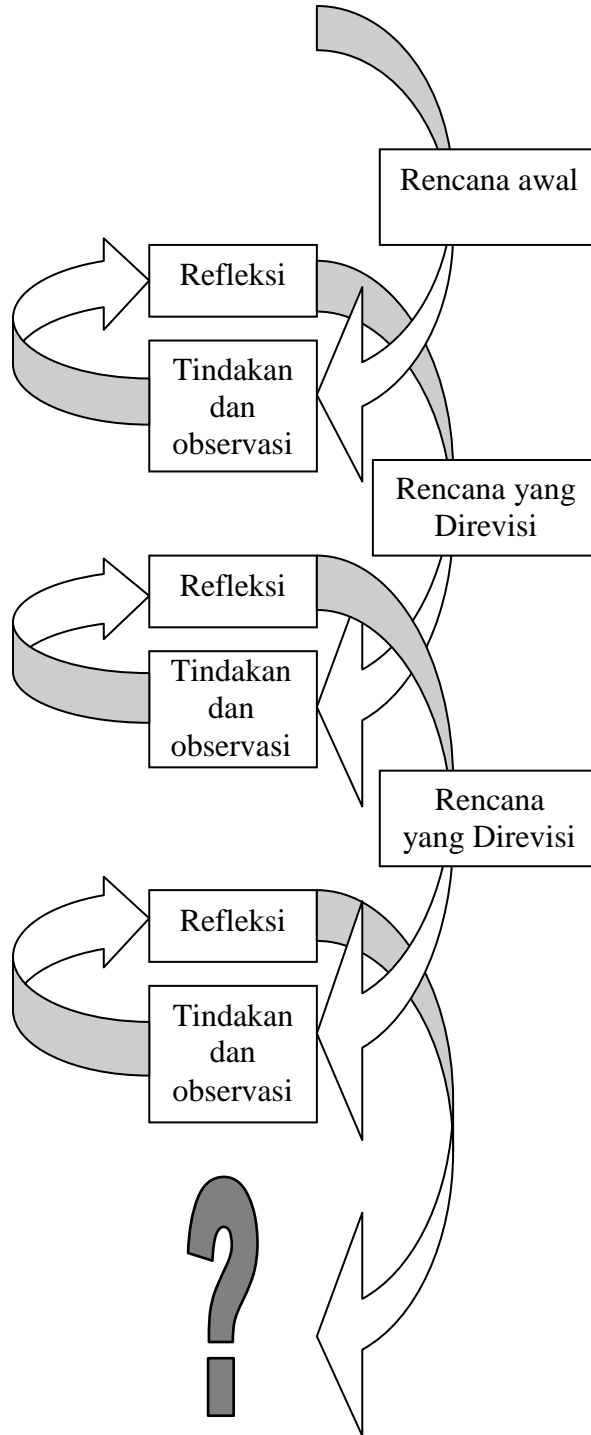 Rencana awal
Refleksi
Tindakan
dan
observasi
Rencana yang
Direvisi
Refleksi
Tindakan
dan
observasi
Rencana
yang Direvisi
Refleksi
Tindakan
dan
observasi
?